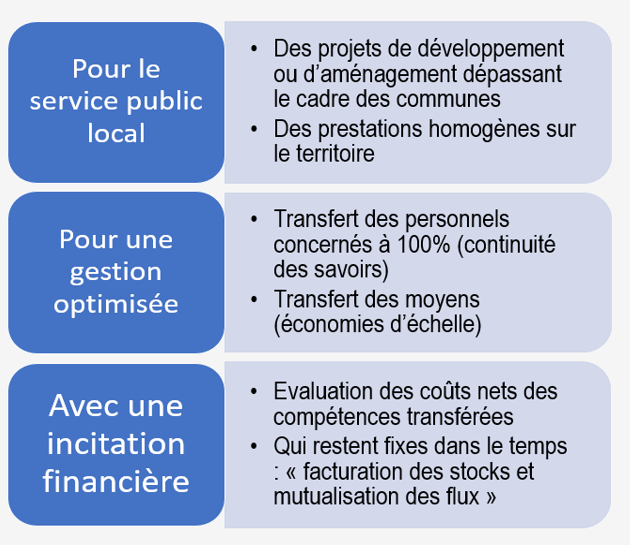 Pour le
service public
local
• Des projets de développement
ou d’aménagement dépassant
le cadre des communes
• Des prestations homogènes sur
le territoire
Pour une
gestion
optimisée
• Transfert des personnels
concernés à 100% (continuité
des savoirs)
• Transfert des moyens
(économies d’échelle)
Avec une
incitation
financière
• Evaluation des coûts nets des
compétences transférées
• Qui restent fixes dans le temps
: « facturation des stocks et
mutualisation des flux »